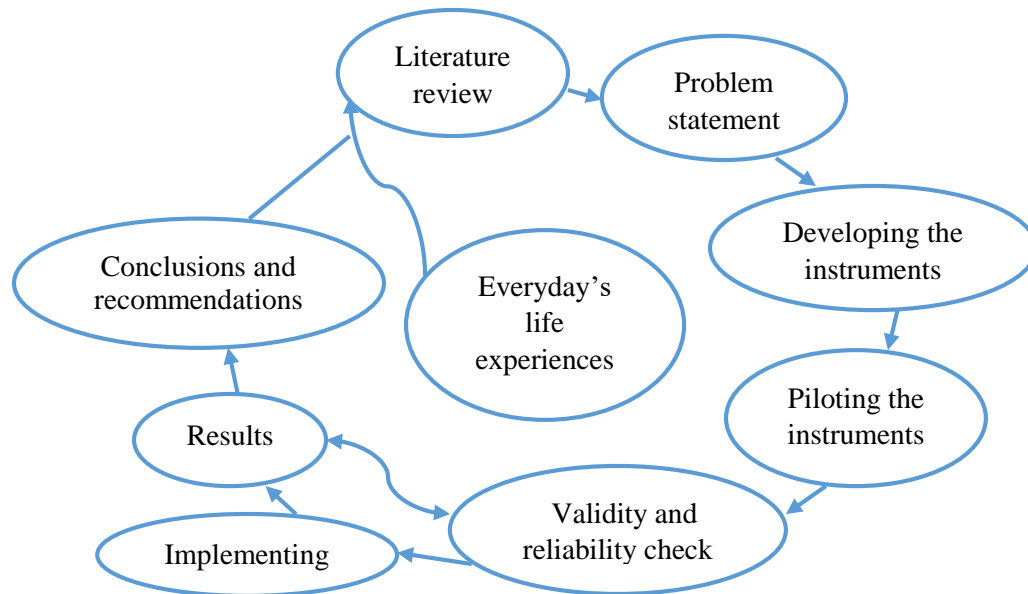 Literature
review
Problem
statement
Developing the
instruments
Piloting the
instruments
Validity and
reliability check
Implementing
Results
Conclusions and
recommendations
Everyday’s
life
experiences